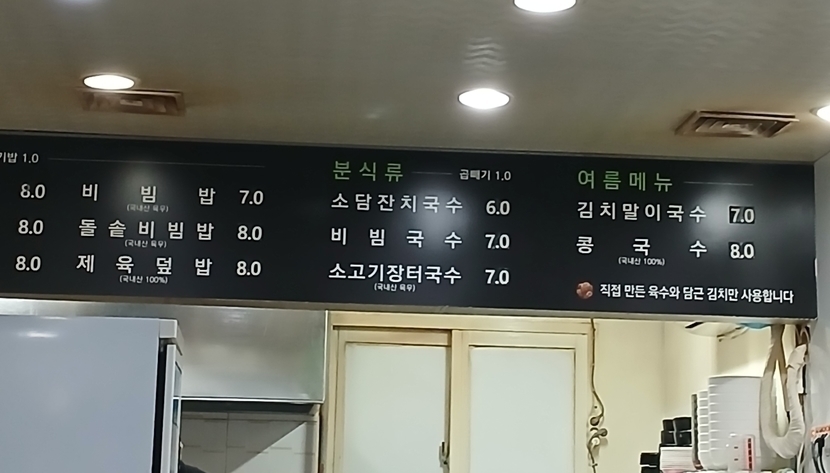 기밥 1.0
8.0
8.0
8.0
비빔밥 7.0
(국내산 육우)
돌솥비빔밥 8.0
(국내산 육우)
제육덮밥 8.0
(국내산 100%)
분식류 곱빼기 1.0
소담잔치국수 6.0
비빔국수 7.0
소고기장터국수 7.0
(국내산 육우)
여름메뉴
김치말이국수 7.0
콩국수 8.0
(국내산 100%)
직접 만든 육수와 담근 김치만 사용합니다